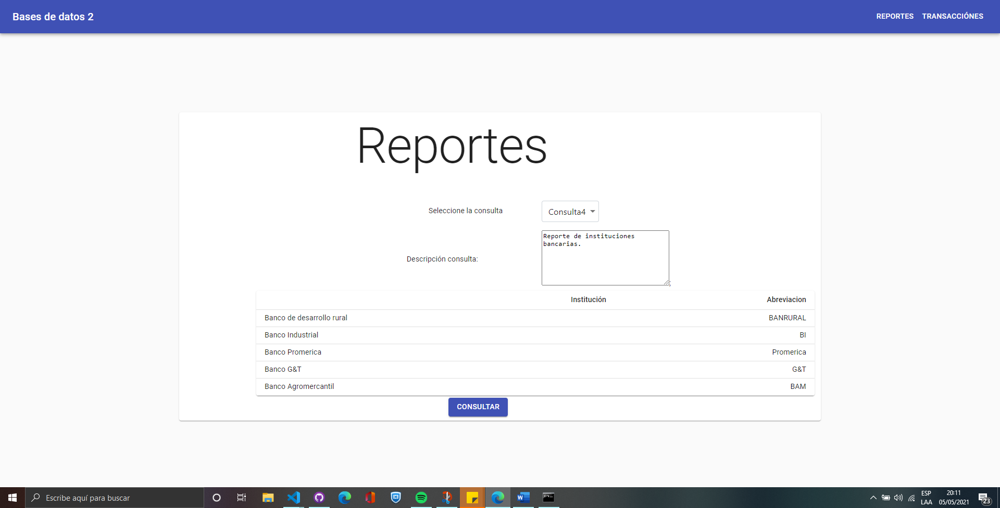 Bases de datos 2
REPORTES TRANSACCIÓNES
Reportes
Seleccione la consulta
Consulta4
Descripción consulta:
Reporte de instituciones
bancarias.
;
Institución Abreviacion
Banco de desarrollo rural BANRURAL
Banco Industrial BI
Banco Promerica Promerica
Banco G&T G&T
Banco Agromercantil BAM
CONSULTAR
Escribe aquí para buscar
ESP
LAA
20:11
05/05/2021
23